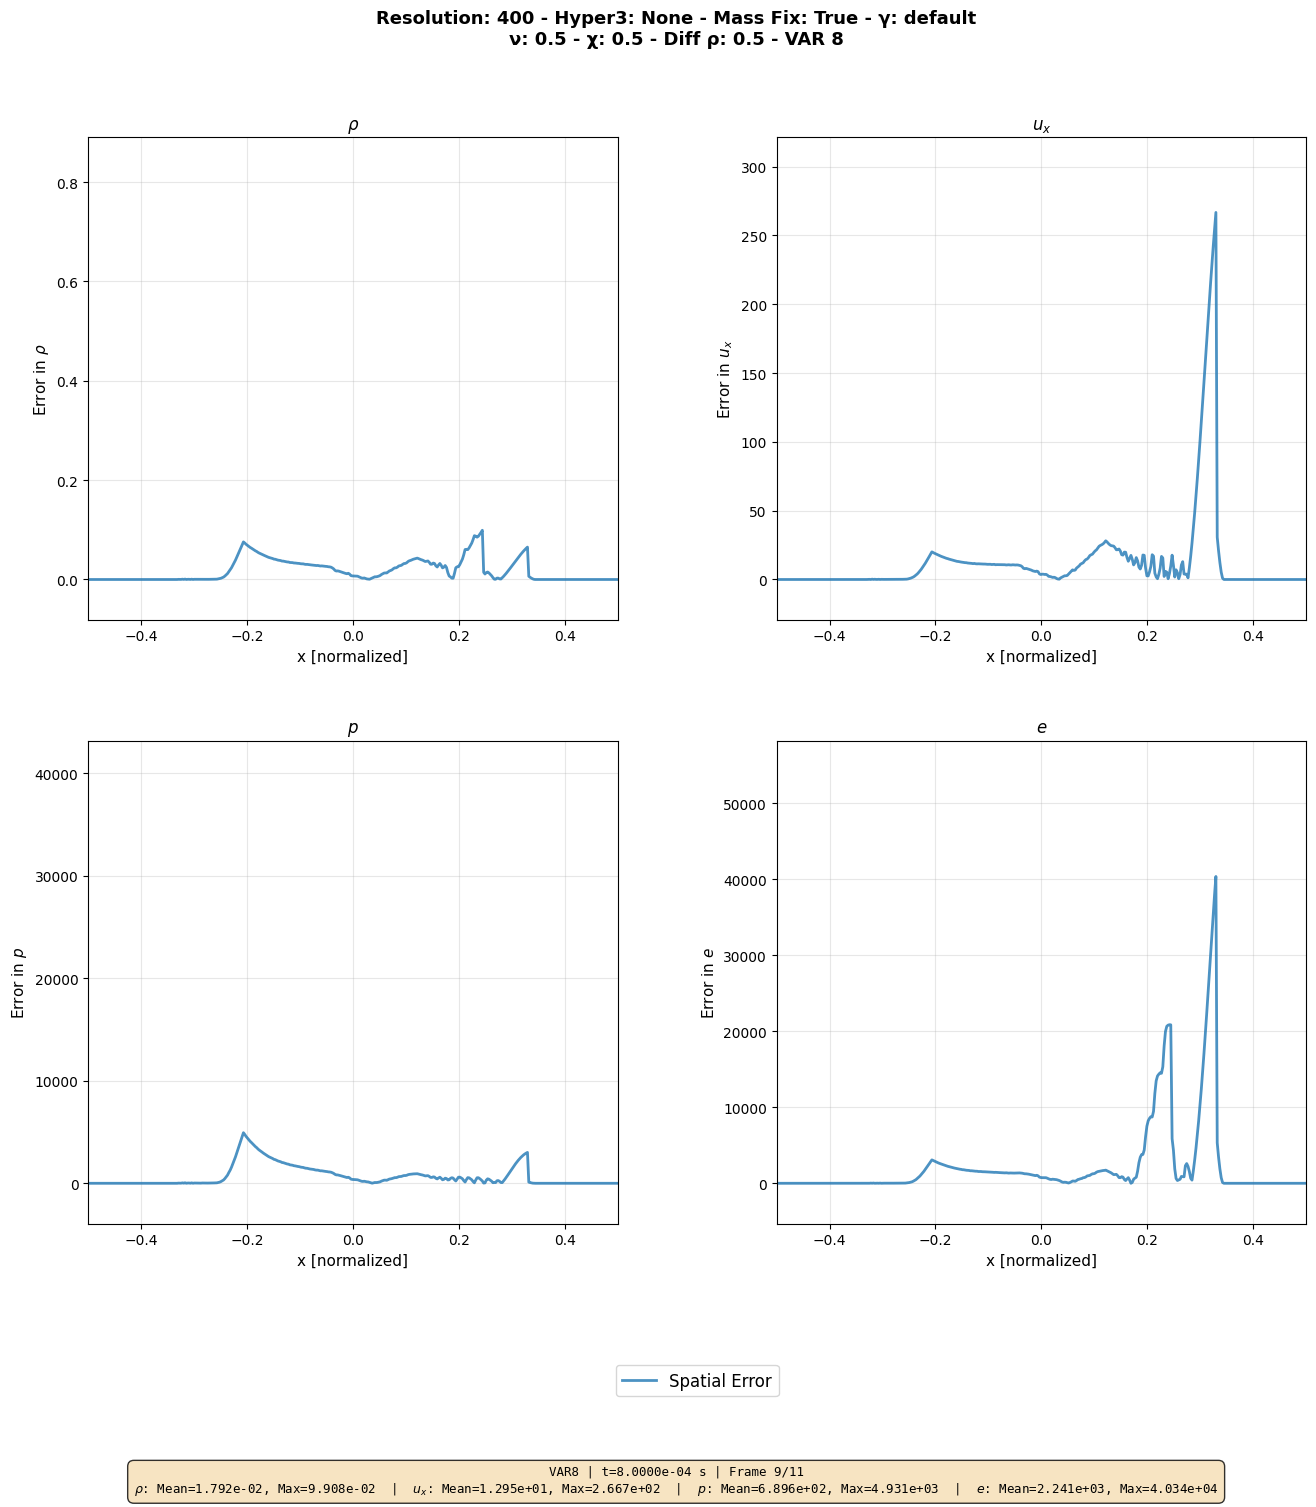 Resolution: 400 - Hyper3: None - Mass Fix: True - γ: default
ν: 0.5 - χ: 0.5 - Diff ρ: 0.5 - VAR 8
ρ
Error in ρ
0.8
0.6
0.4
0.2
0.0
−0.4 −0.2 0.0 0.2 0.4
x [normalized]
u_x
Error in u_x
300
250
200
150
100
50
0
−0.4 −0.2 0.0 0.2 0.4
x [normalized]
p
Error in p
40000
30000
20000
10000
0
−0.4 −0.2 0.0 0.2 0.4
x [normalized]
e
Error in e
50000
40000
30000
20000
10000
0
−0.4 −0.2 0.0 0.2 0.4
x [normalized]
Spatial Error
VAR8 | t=8.0000e-04 s | Frame 9/11
ρ: Mean=1.792e-02, Max=9.908e-02 | u_x: Mean=1.295e+01, Max=2.667e+02 | p: Mean=6.896e+02, Max=4.931e+03 | e: Mean=2.241e+03, Max=4.034e+04